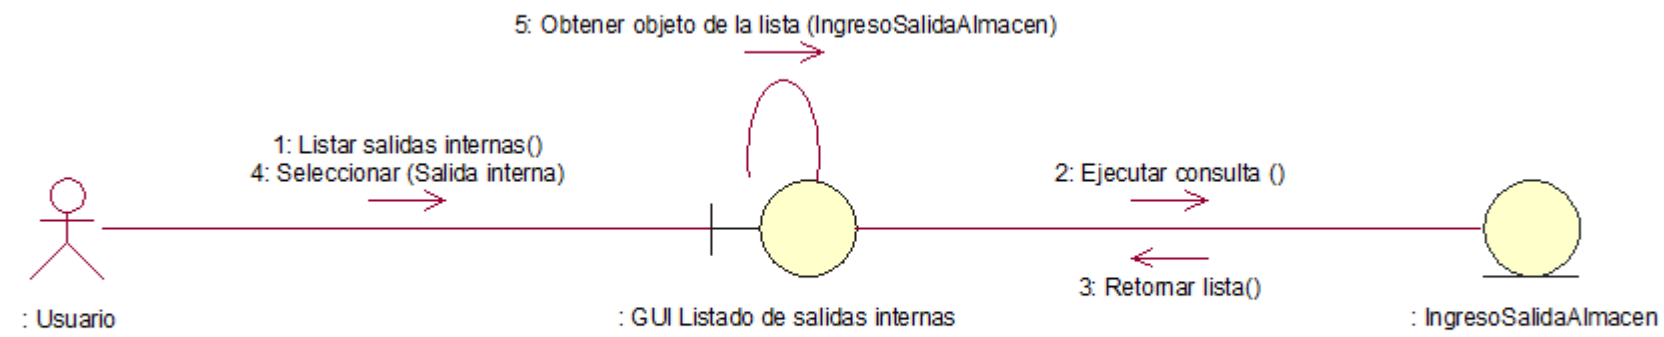 5: Obtener objeto de la lista (IngresoSalidaAlmacen)
1: Listar salidas internas()
4: Seleccionar (Salida interna)
2: Ejecutar consulta ()
3: Retornar lista()
: Usuario
: GUI Listado de salidas internas
: IngresoSalidaAlmacen